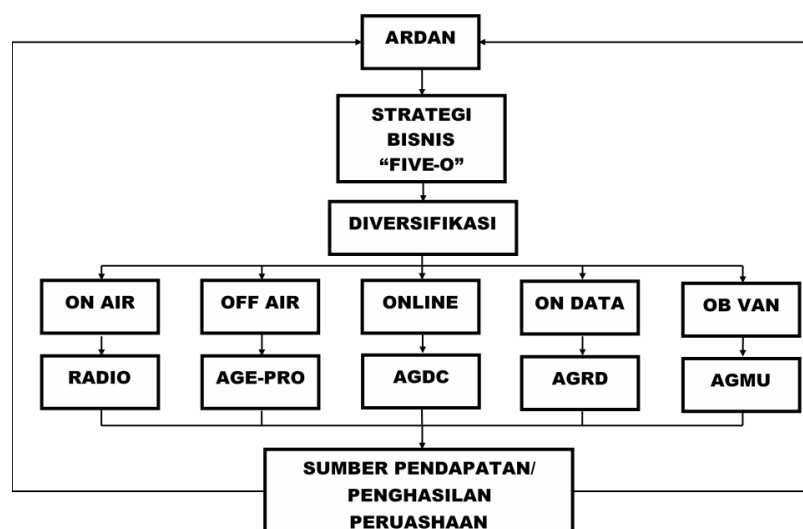 ARDAN
STRATEGI
BISNIS
“FIVE-O”
DIVERSIFIKASI
ON AIR
OFF AIR
ONLINE
ON DATA
OB VAN
RADIO
AGE-PRO
AGDC
AGRD
AGMU
SUMBER PENDAPATAN/
PENGHASILAN
PERUASHAAN